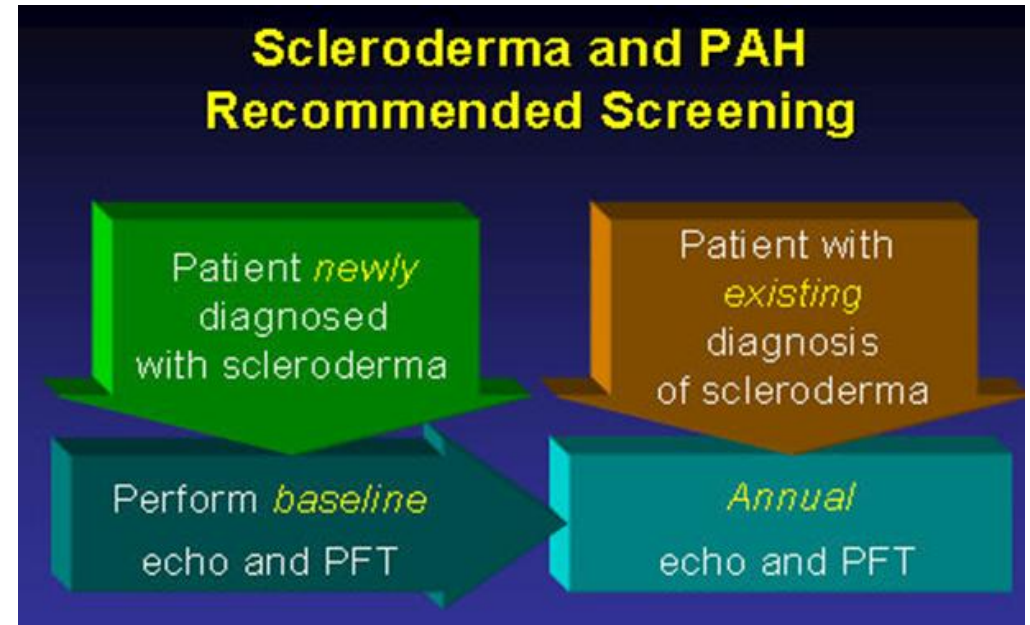 Scleroderma and PAH
Recommended Screening
Patient newly
diagnosed
with scleroderma
Patient with
existing
diagnosis
of scleroderma
Perform baseline
echo and PFT
Annual
echo and PFT